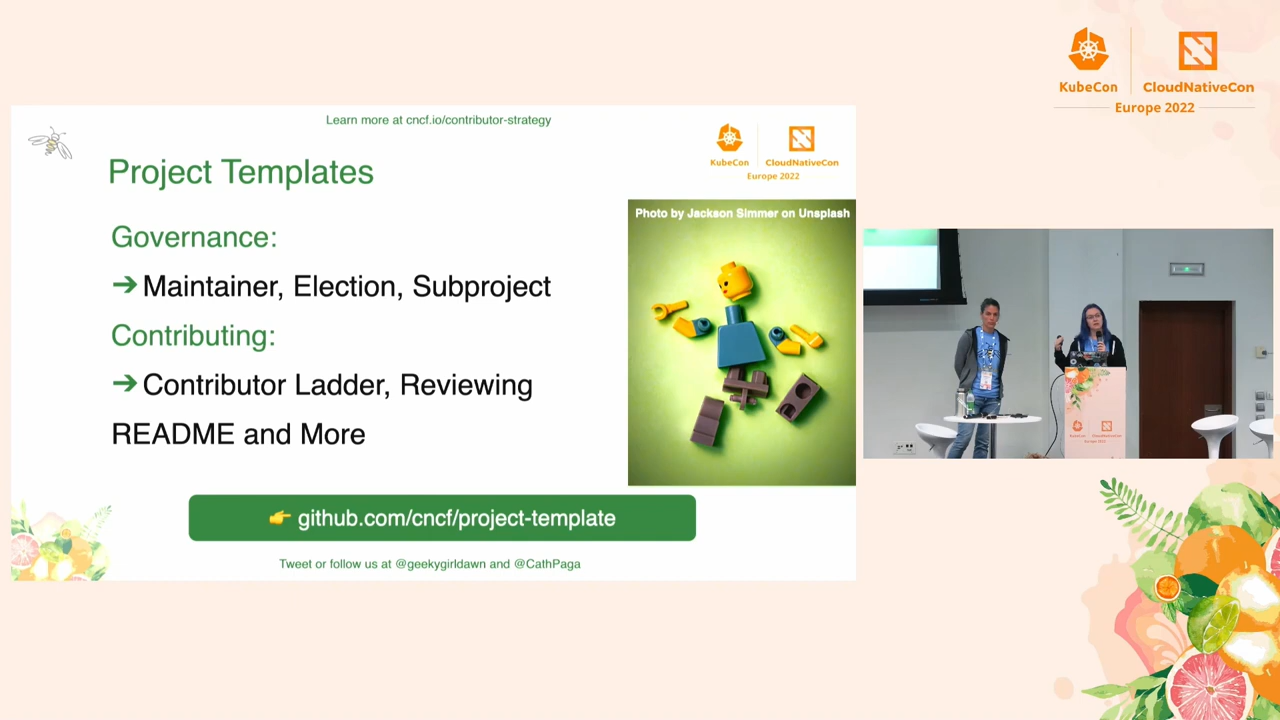 KubeCon
CloudNativeCon
Europe 2022
Learn more at cncf.io/contributor-strategy
KubeCon
CloudNativeCon
Europe 2022
Project Templates
Photo by Jackson Simmer on Unsplash
Governance:
➔ Maintainer, Election, Subproject
Contributing:
➔ Contributor Ladder, Reviewing
README and More
👉 github.com/cncf/project-template
Tweet or follow us at @geekygirldawn and @CathPaga